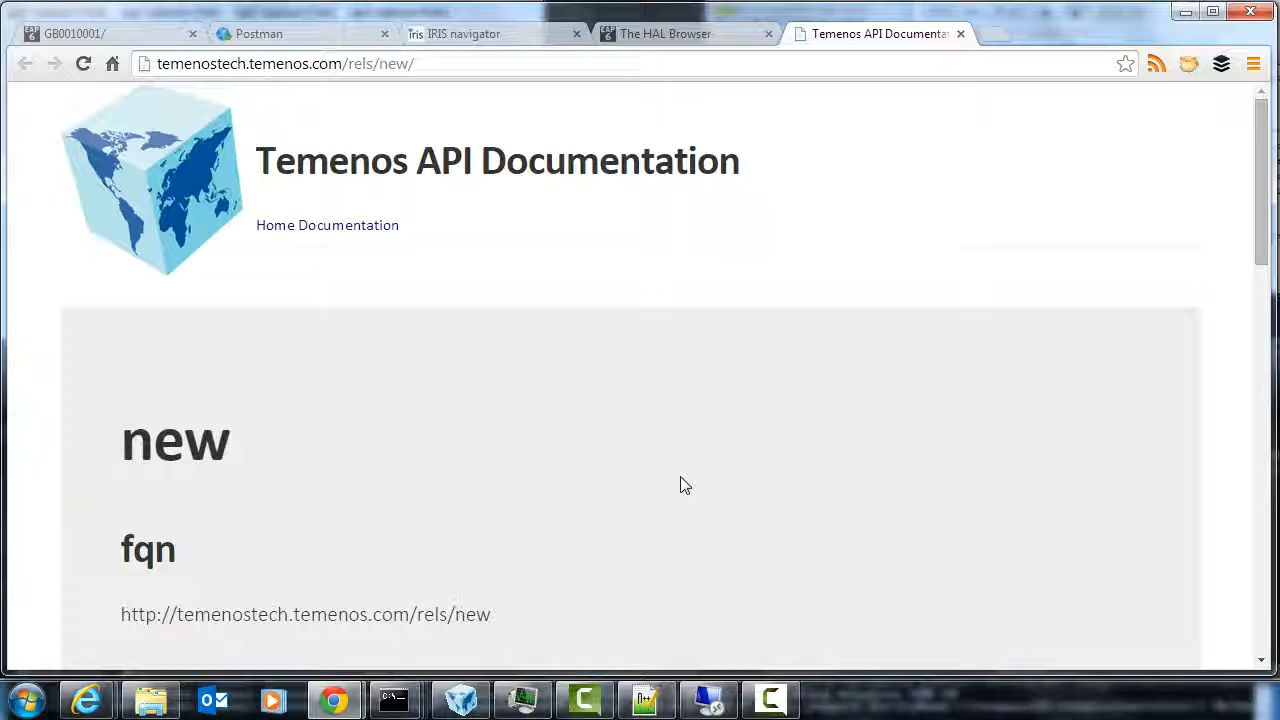 GB0010001/
Postman
IRIS navigator
The HAL Browser
Temenos API Documenta
temenostech.temenos.com/rels/new/
Temenos API Documentation
Home Documentation
new
fqn
http://temenostech.temenos.com/rels/new